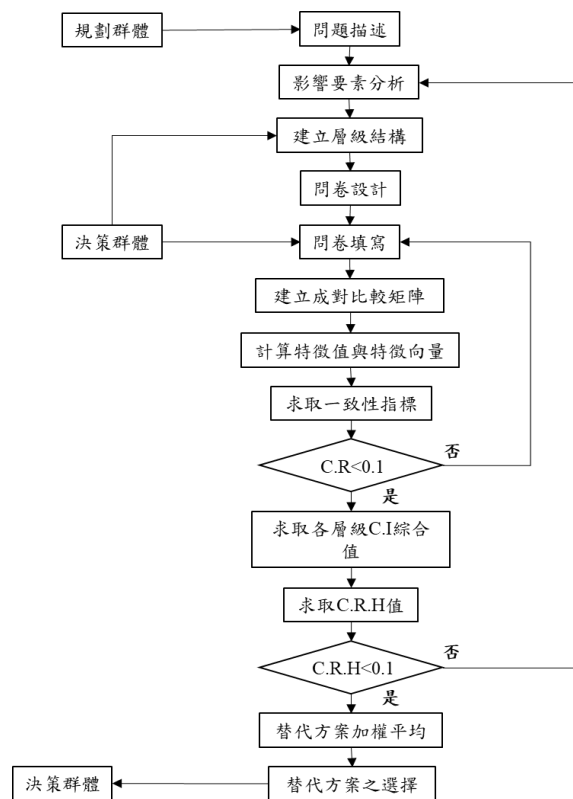 規劃群體
問題描述
影響要素分析
建立層級結構
問卷設計
決策群體
問卷填寫
建立成對比較矩陣
計算特徵值與特徵向量
求取一致性指標
否
C.R<0.1
是
求取各層級C.I綜合
值
求取C.R.H值
否
C.R.H<0.1
是
替代方案加權平均
決策群體
替代方案之選擇